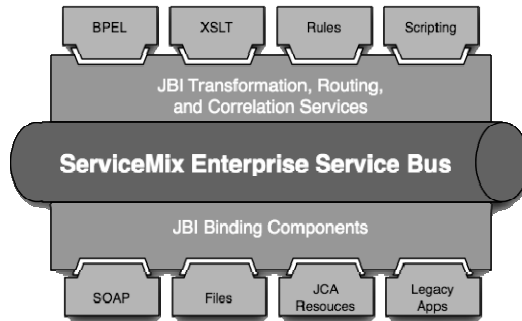 BPEL
XSLT
Rules
Scripting
JBI Transformation, Routing,
and Correlation Services
ServiceMix Enterprise Service Bus
JBI Binding Components
SOAP
Files
JCA
Resouces
Legacy
Apps